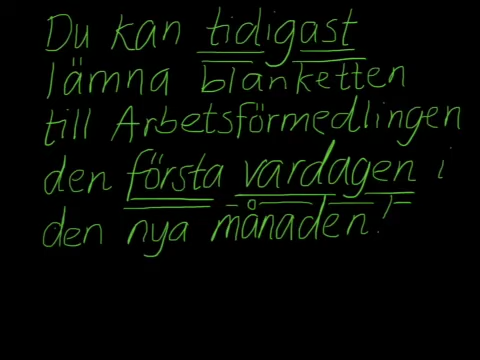 Du kan tidigast
lämna blanketten
till Arbetsförmedlingen
den första vardagen i
den nya månaden!